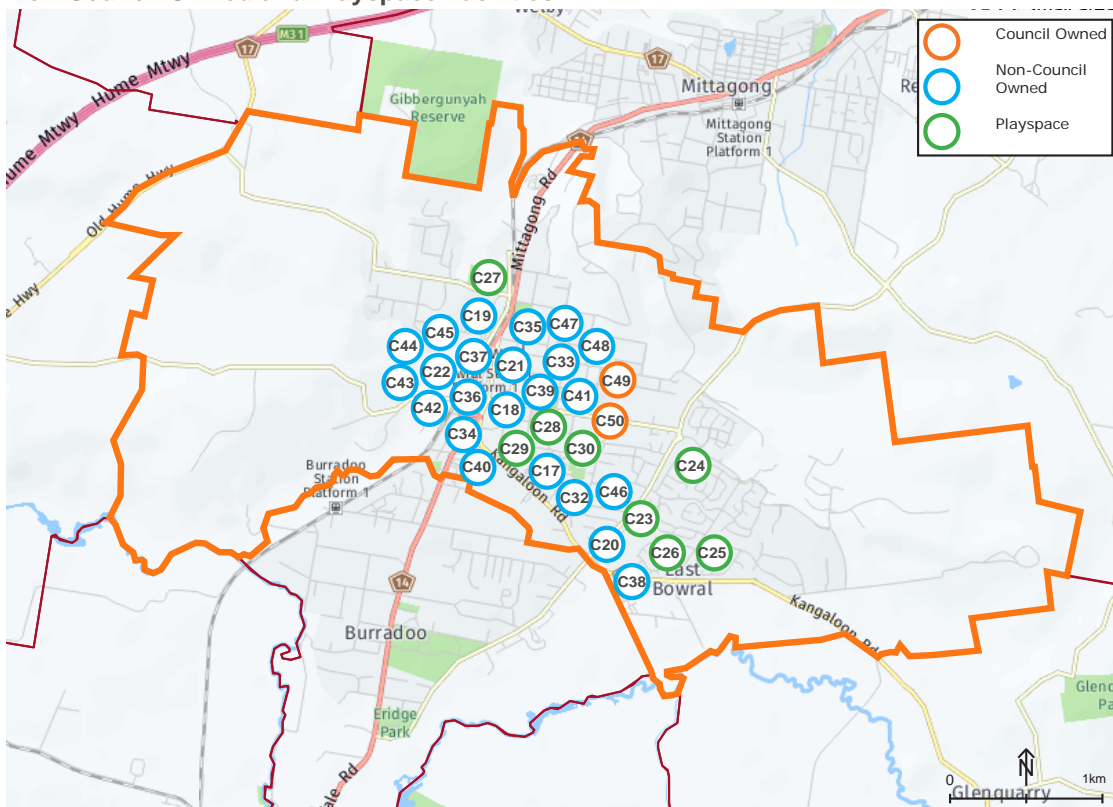 Council Owned
Non-Council
Owned
Playspace
M31
17
Hume Mtwy
Hume Mtwy
Old Hume Hwy
Gibbergunyah
Reserve
17
Mittagong
Mittagong
Station
Platform 1
Mittagong Rd
C27
C19
C45
C35
C47
C44
C37
C21
C33
C48
C43
C22
C49
C36
C39
C41
C42
C18
C50
C34
C28
C29
C30
C40
C17
C24
Kangaloon Rd
C32
C46
C23
C20
C26
C25
C38
East
Bowral
Burradoo
Station
Platform 1
14
Burradoo
Kangaloon Rd
Eridge
Park
N
0
1km
Glenquarry